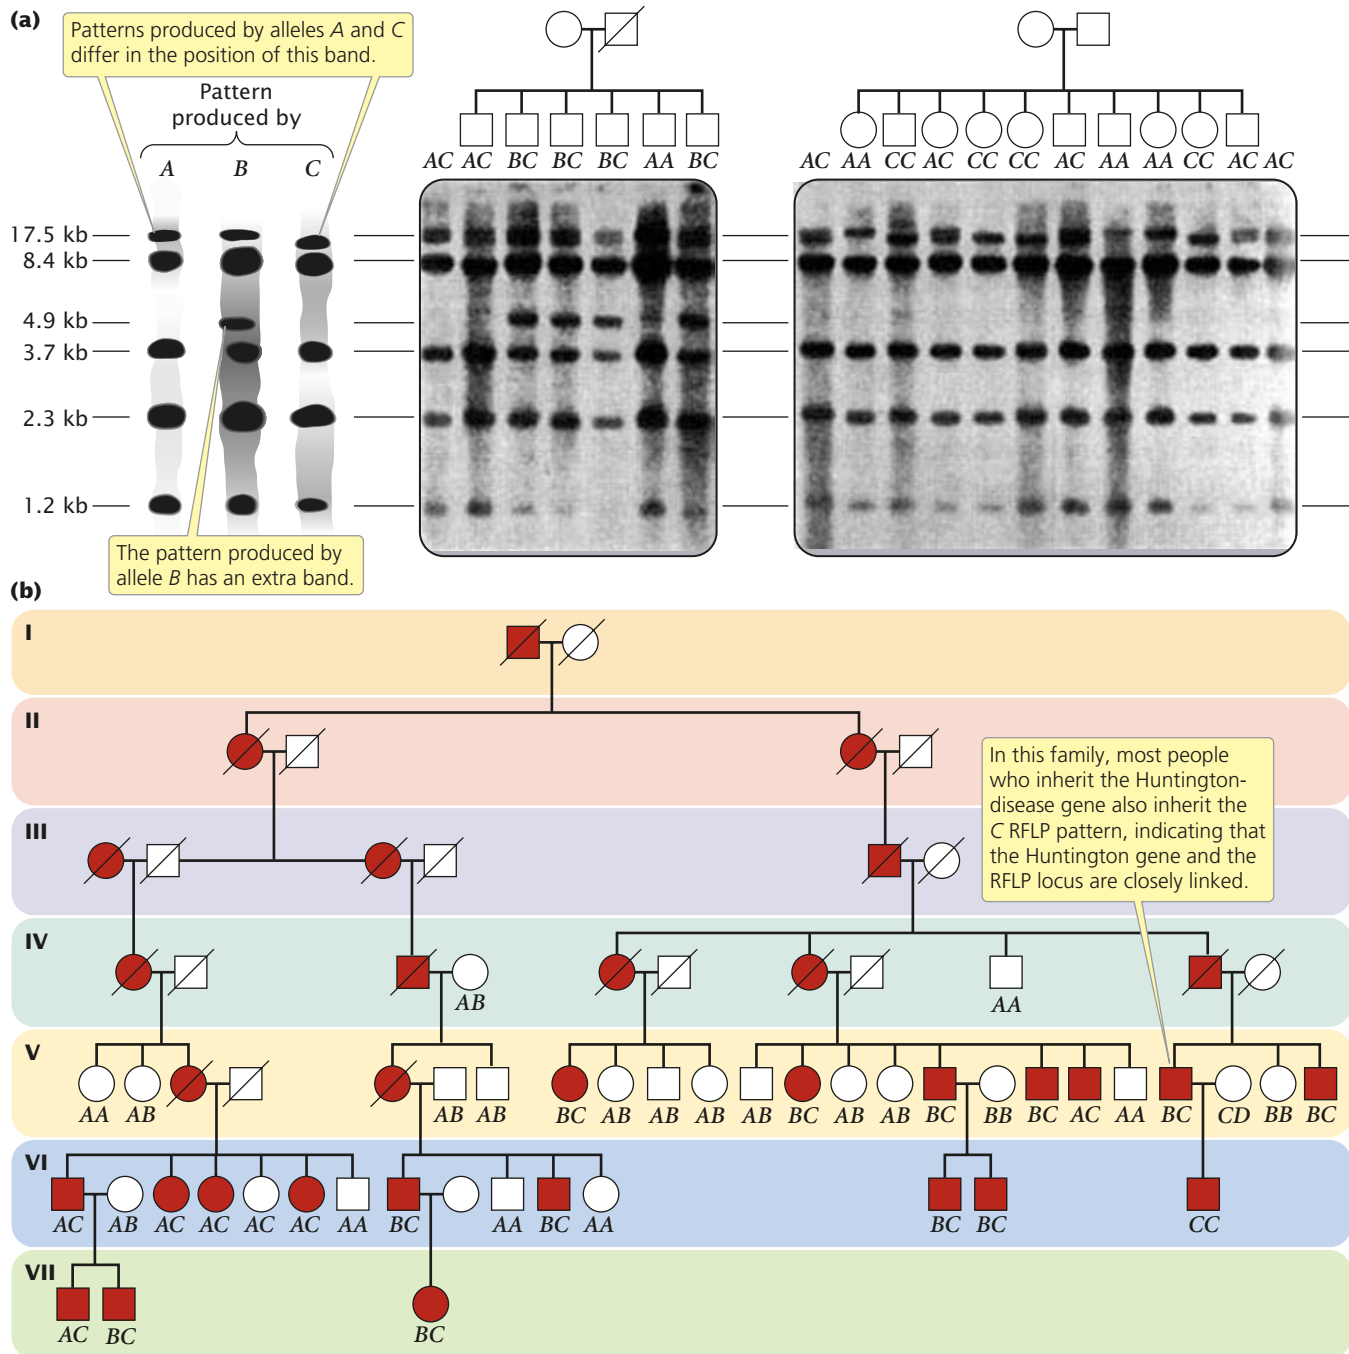 (a)
Patterns produced by alleles A and C
differ in the position of this band.
Pattern
produced by
A B C
17.5 kb
8.4 kb
4.9 kb
3.7 kb
2.3 kb
1.2 kb
The pattern produced by
allele B has an extra band.
AC AC BC BC BC AA BC
AC AA CC AC CC CC AC AA AA CC AC AC
(b)
I
II
In this family, most people
who inherit the Huntington-
disease gene also inherit the
C RFLP pattern, indicating that
the Huntington gene and the
RFLP locus are closely linked.
III
IV
AB AA
V
AA AB AB AB BC AB AB AB AB BC AB AB BC BB BC AC AA BC CD BB BC
VI
AC AB AC AC AC AC AA BC AA BC AA BC BC CC
VII
AC BC BC